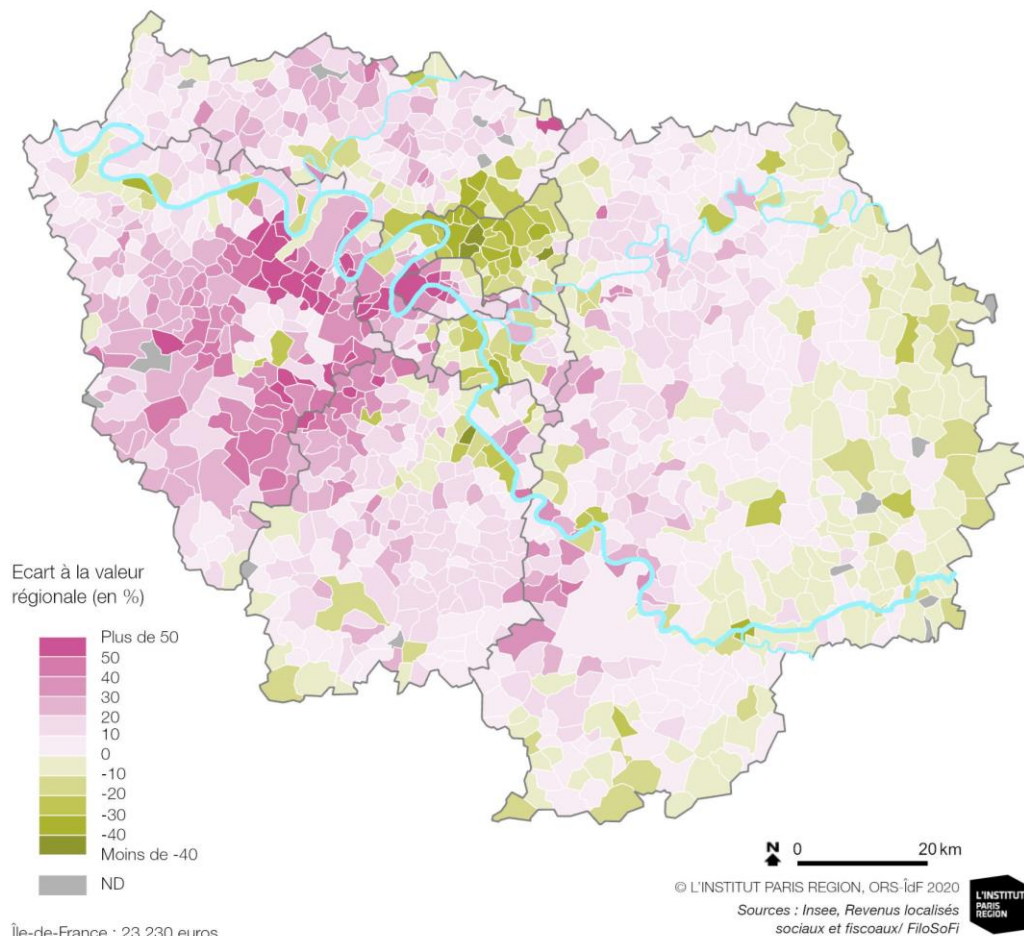 Ecart à la valeur
régionale (en %)
Plus de 50
50
40
30
20
10
0
-10
-20
-30
-40
Moins de -40
ND
Île-de-France : 23 230 euros
N 0 20 km
© L'INSTITUT PARIS REGION, ORS-ÎdF 2020
Sources : Insee, Revenus localisés
sociaux et fiscoaux/ FiloSoFi
L'INSTITUT
PARIS
REGION